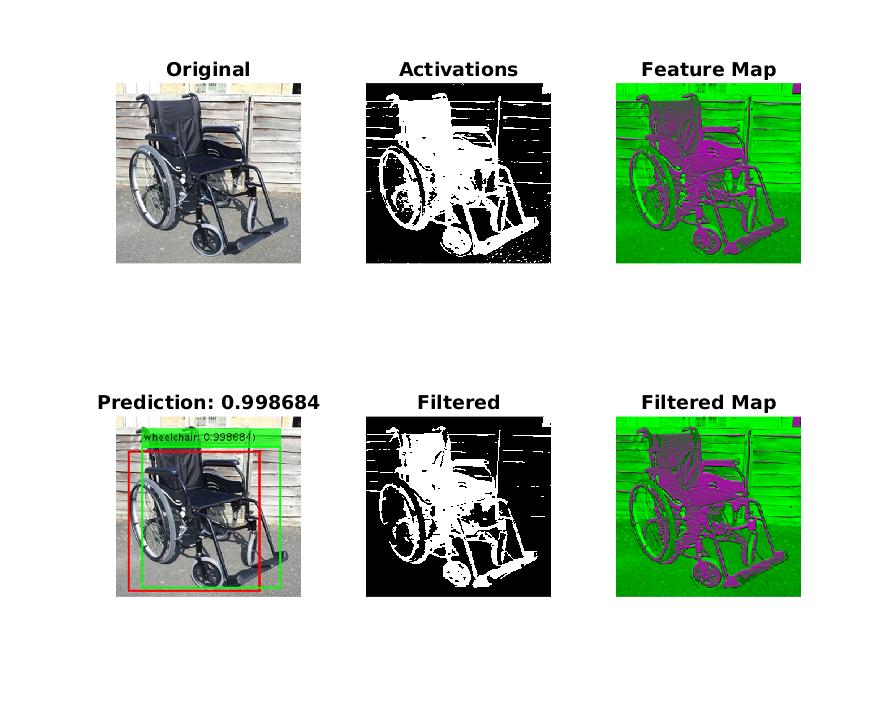 Original
Activations
Feature Map
Prediction: 0.998684
Filtered
Filtered Map
wheelchair: 0.998684)